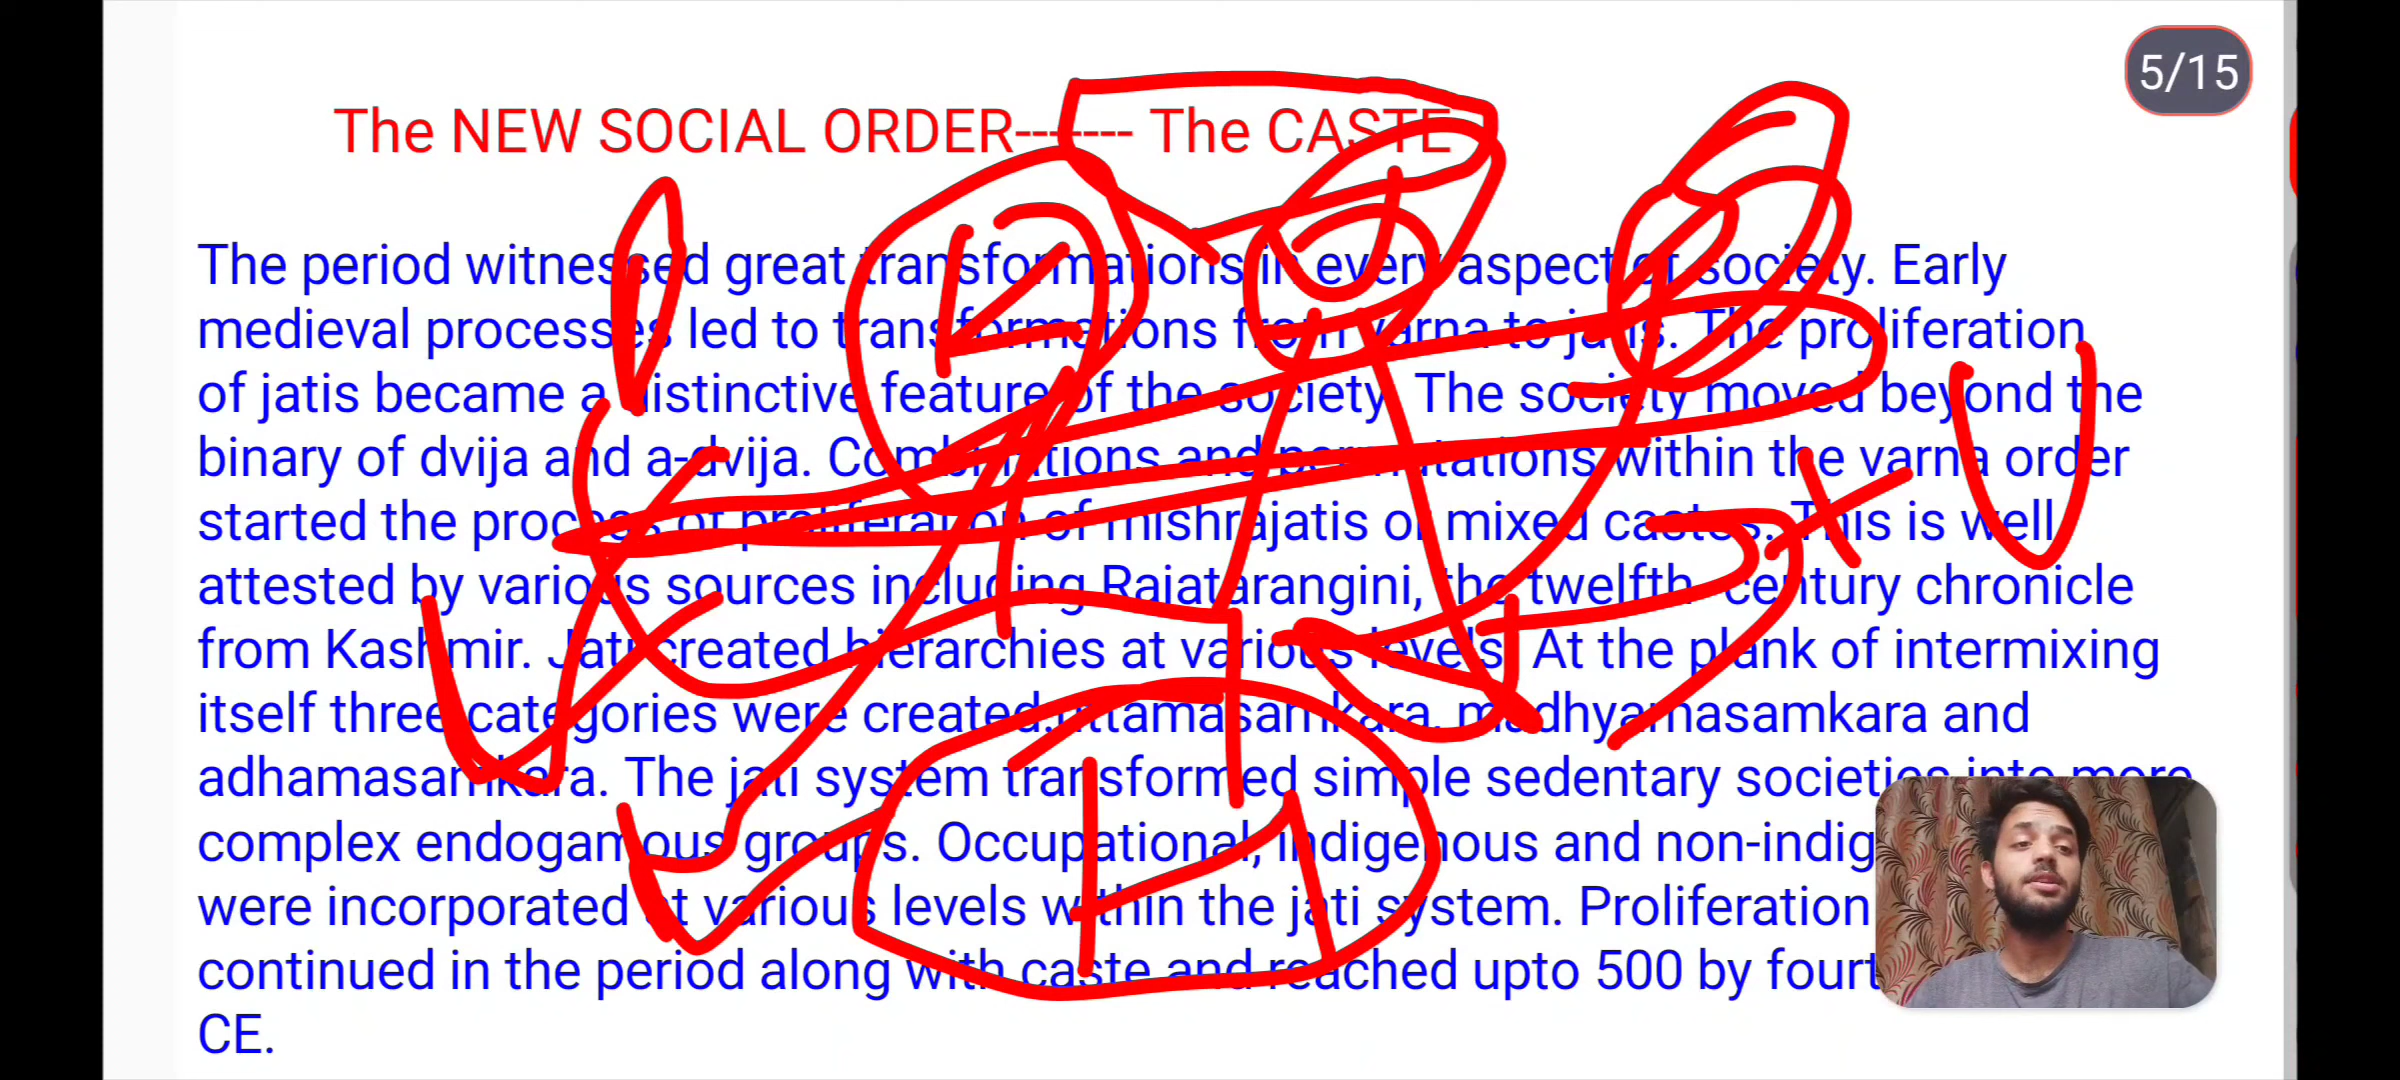 5/15
The NEW SOCIAL ORDER------- The CASTE
The period witnessed great transformations in every aspect of society. Early
medieval processes led to transformations from varna to jatis. The proliferation
of jatis became a distinctive feature of the society. The society moved beyond the
binary of dvija and a-dvija. Combinations and permutations within the varna order
started the process of proliferation of mishrajatis or mixed castes. This is well
attested by various sources including Rajatarangini, the twelfth century chronicle
from Kashmir. Jati created hierarchies at various levels. At the plank of intermixing
itself three categories were created. uttamasamkara, madhyamasamkara and
adhamasamkara. The jati system transformed simple sedentary societies into more
complex endogamous groups. Occupational, indigenous and non-indig
were incorporated at various levels within the jati system. Proliferation
continued in the period along with caste and reached upto 500 by fourt
CE.